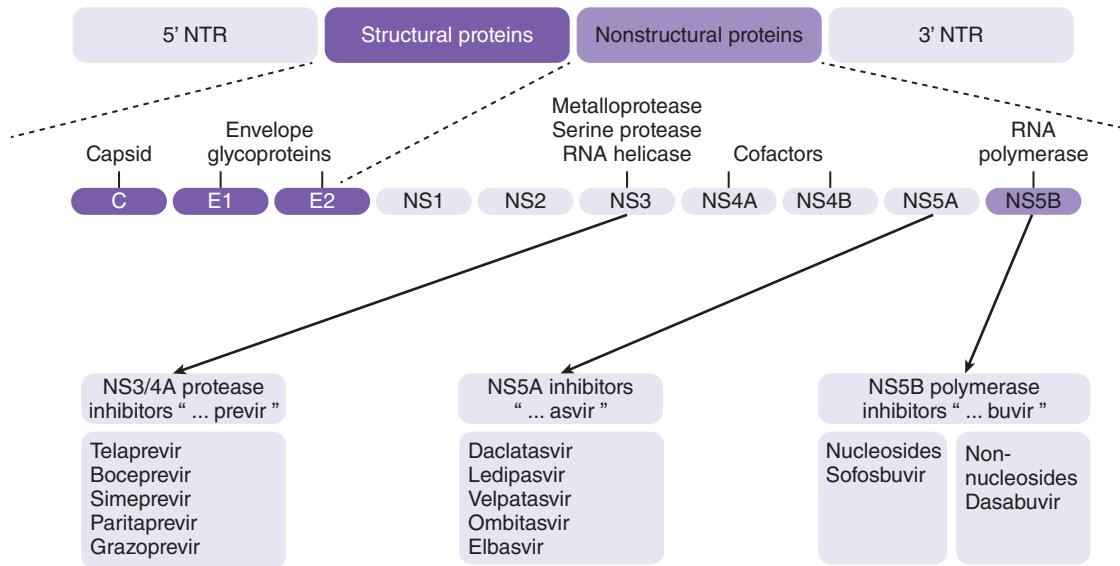 5’ NTR
Structural proteins
Nonstructural proteins
3’ NTR
Capsid
Envelope
glycoproteins
Metalloprotease
Serine protease
RNA helicase
Cofactors
RNA
polymerase
C
E1
E2
NS1
NS2
NS3
NS4A
NS4B
NS5A
NS5B
NS3/4A protease
inhibitors “ ... previr ”
Telaprevir
Boceprevir
Simeprevir
Paritaprevir
Grazoprevir
NS5A inhibitors
“ ... asvir ”
Daclatasvir
Ledipasvir
Velpatasvir
Ombitasvir
Elbasvir
NS5B polymerase
inhibitors “ ... buvir ”
Nucleosides
Sofosbuvir
Non-
nucleosides
Dasabuvir